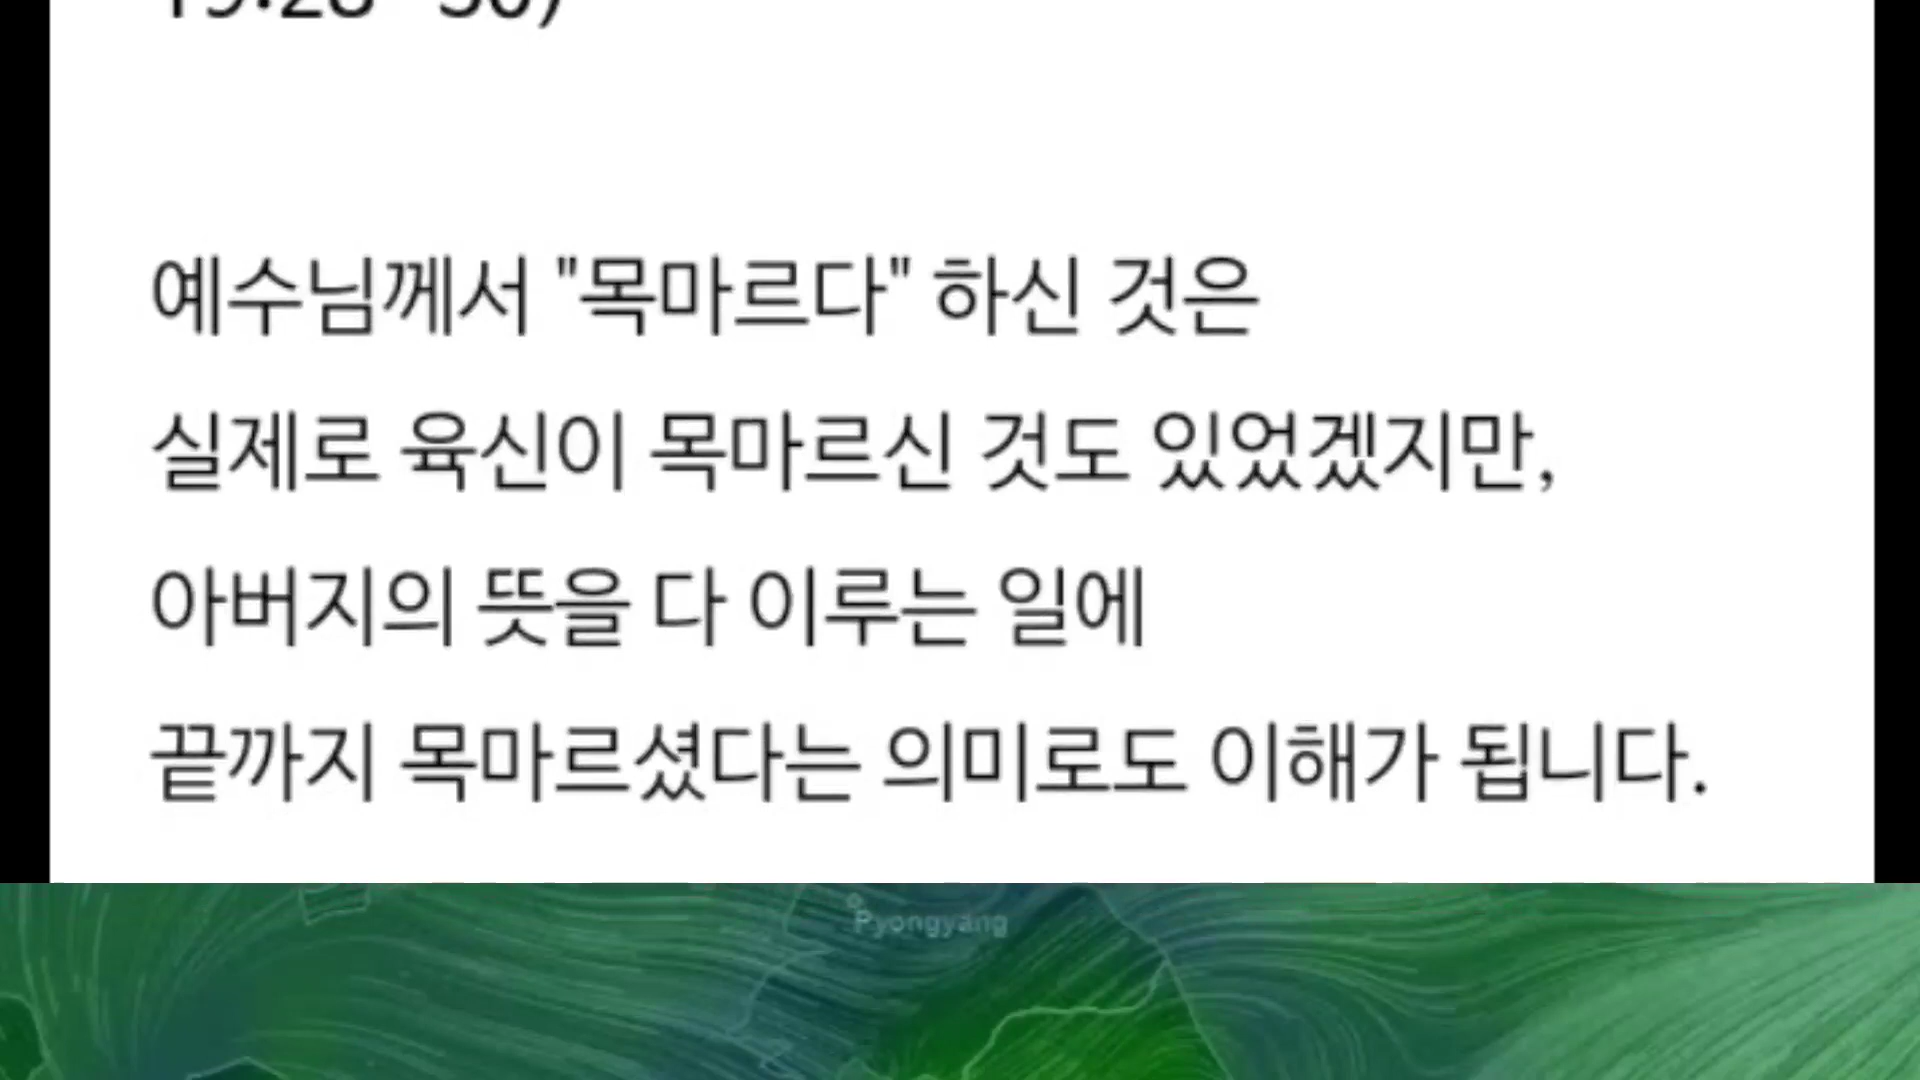 19:28-30)
예수님께서 "목마르다" 하신 것은
실제로 육신이 목마르신 것도 있었겠지만,
아버지의 뜻을 다 이루는 일에
끝까지 목마르셨다는 의미로도 이해가 됩니다.
Pyongyang